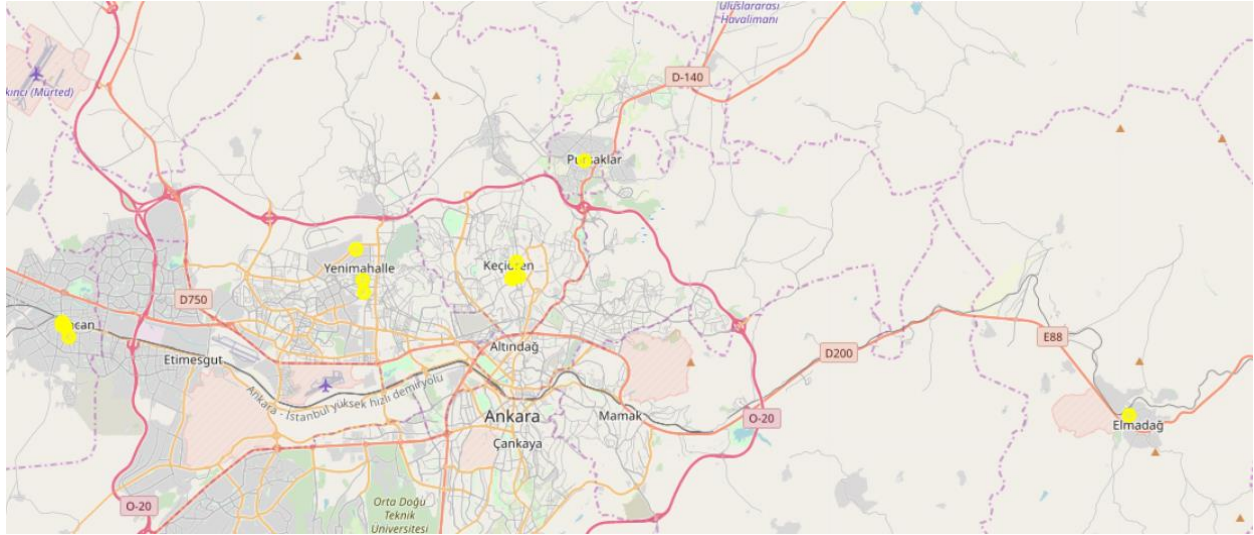 Uluslararası
Havalimanı
D-140
(Mürted)
Pursaklar
Yenimahalle
Keçiören
D750
Etimesgut
Altındağ
D200
E88
Ankara - İstanbul yüksek hızlı demiryolu
Ankara
Mamak
O-20
Elmadağ
Çankaya
O-20
Orta Doğu
Teknik
Üniversitesi